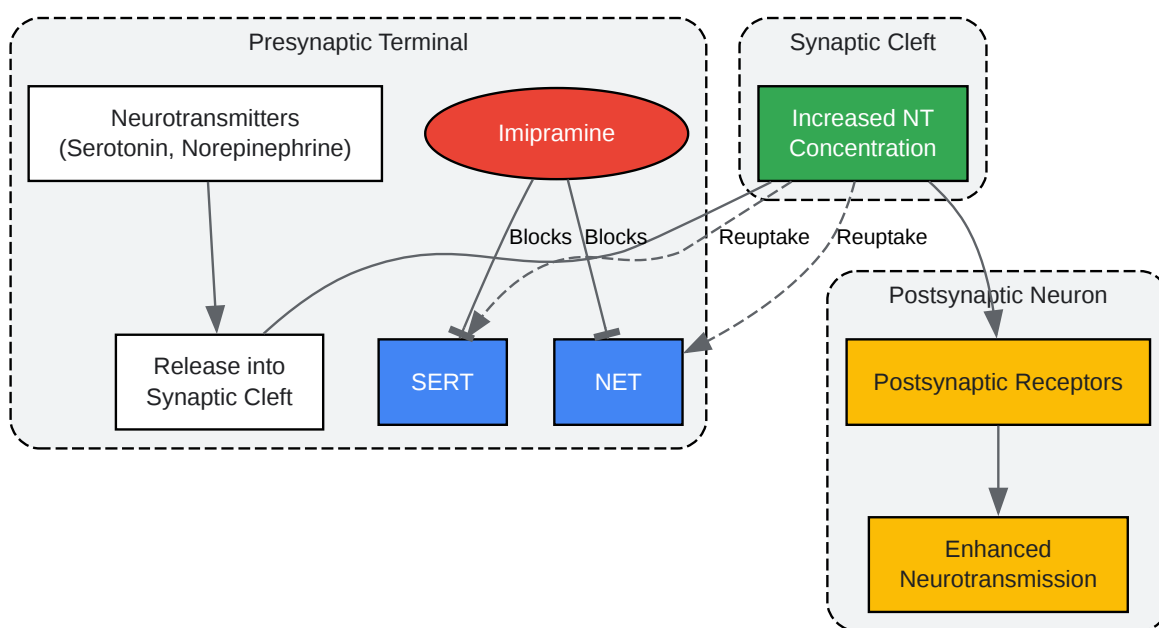 Presynaptic Terminal
Synaptic Cleft
Neurotransmitters
(Serotonin, Norepinephrine)
Imipramine
Increased NT
Concentration
Blocks
Blocks
Reuptake
Reuptake
Postsynaptic Neuron
Release into
Synaptic Cleft
SERT
NET
Postsynaptic Receptors
Enhanced
Neurotransmission